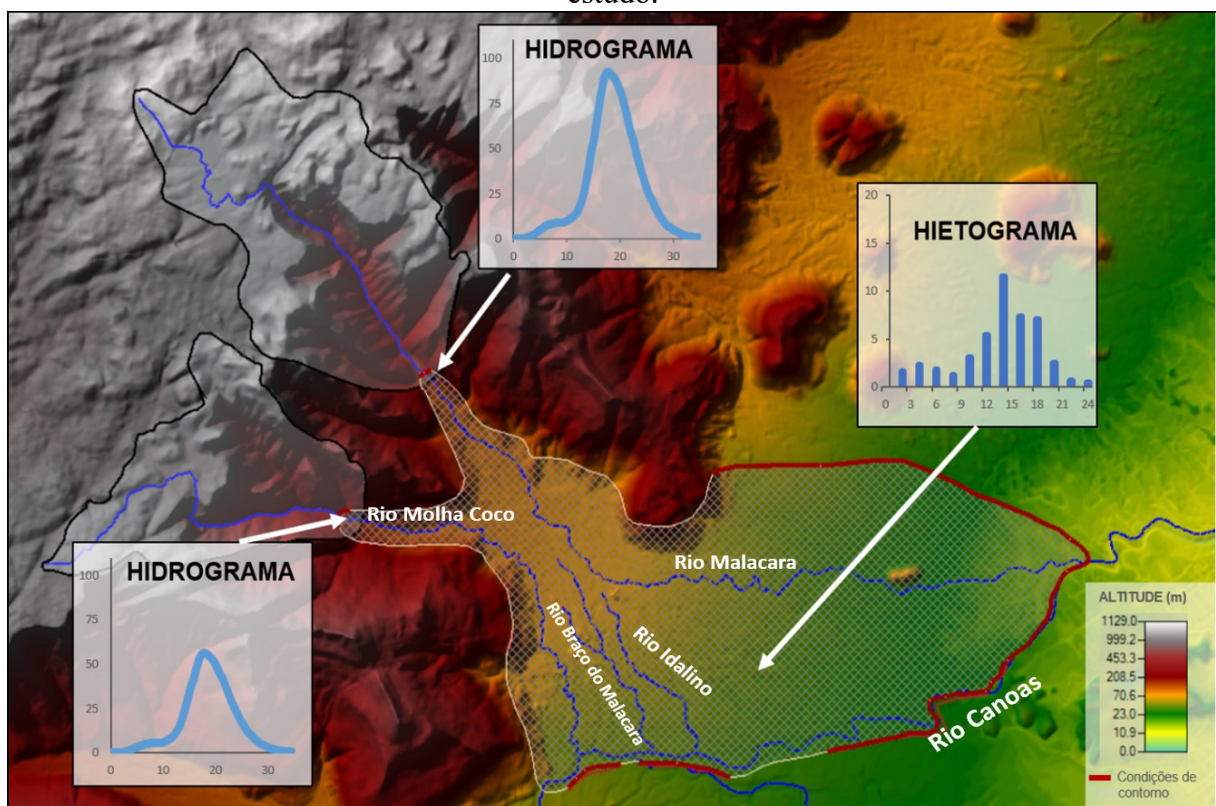 estudo.
HIDROGRAMA
100
75
50
25
0
0 10 20 30
HIETOGRAMA
20
15
10
5
0
0 3 6 9 12 15 18 21 24
Rio Molha Coco
Rio Malacara
HIDROGRAMA
100
75
50
25
0
0 10 20 30
Rio Braço do Malacara
Rio Idalino
Rio Canoas
ALTITUDE (m)
1129.0
999.2
453.3
208.5
70.6
23.0
10.9
0.0
Condições de
contorno